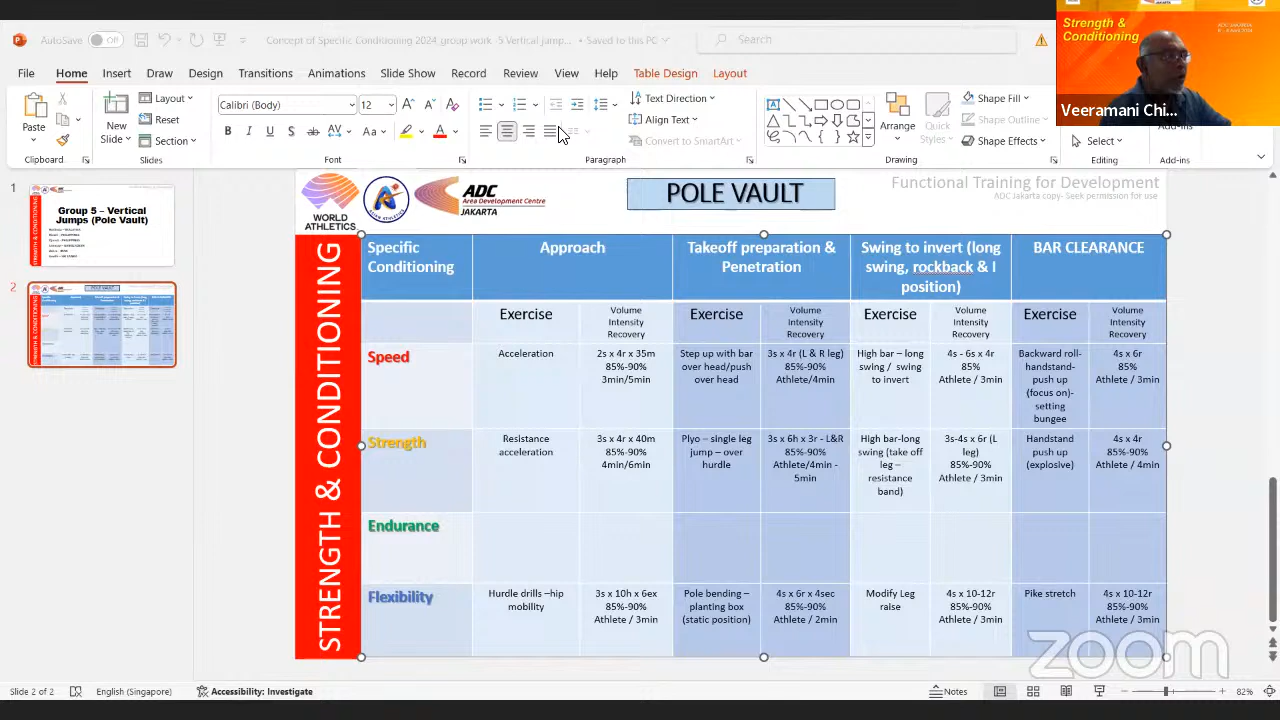 AutoSave
Off
Concept of Specific Conditioning 2024_group work -5 Vertical jump... • Saved to this PC
Search
File
Home
Insert
Draw
Design
Transitions
Animations
Slide Show
Record
Review
View
Help
Table Design
Layout
Paste
New
Slides
Layout
Reset
Section
Calibri (Body)
12
B I U S ab AV Aa
Text Direction
Align Text
Convert to SmartArt
Arrange
Quick
Styles
Shape Fill
Shape Outline
Shape Effects
Select
Add-ins
Clipboard
Slides
Font
Paragraph
Drawing
Editing
Add-ins
Strength &
Conditioning
ADC JAKARTA
Veeramani Chi...
1
STRENGTH & CONDITIONING
Group 5 – Vertical
Jumps (Pole Vault)
2
WORLD
ATHLETICS
ADC
Area Development Centre
JAKARTA
POLE VAULT
Functional Training for Development
ADC Jakarta copy- Seek permission for use
STRENGTH & CONDITIONING
Specific
Conditioning
Approach
Takeoff preparation &
Penetration
Swing to invert (long
swing, rockback & I
position)
BAR CLEARANCE
Exercise
Volume
Intensity
Recovery
Exercise
Volume
Intensity
Recovery
Exercise
Volume
Intensity
Recovery
Exercise
Volume
Intensity
Recovery
Speed
Acceleration
2s x 4r x 35m
85%-90%
3min/5min
Step up with bar
over head/push
over head
3s x 4r (L & R leg)
85%-90%
Athlete/4min
High bar – long
swing / swing
to invert
4s - 6s x 4r
85%
Athlete / 3min
Backward roll-
handstand-
push up
(focus on)-
setting
bungee
4s x 6r
85%
Athlete / 3min
Strength
Resistance
acceleration
3s x 4r x 40m
85%-90%
4min/6min
Plyo – single leg
jump – over
hurdle
3s x 6h x 3r - L&R
85%-90%
Athlete/4min -
5min
High bar-long
swing (take off
leg –
resistance
band)
3s-4s x 6r (L
leg)
85%-90%
Athlete / 3min
Handstand
push up
(explosive)
4s x 4r
85%-90%
Athlete / 4min
Endurance
Flexibility
Hurdle drills –hip
mobility
3s x 10h x 6ex
85%-90%
Athlete / 3min
Pole bending –
planting box
(static position)
4s x 6r x 4sec
85%-90%
Athlete / 2min
Modify Leg
raise
4s x 10-12r
85%-90%
Athlete / 3min
Pike stretch
4s x 10-12r
85%-90%
Athlete / 3min
zoom
Slide 2 of 2
English (Singapore)
Accessibility: Investigate
Notes
82%